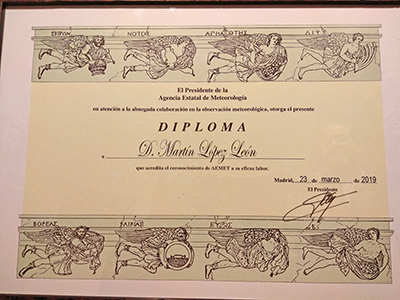 ΣΚΙΡΩΝ ΝΟΤΟΣ ΑΠΗΛΙΩΤΗΣ ΛΙΨ
El Presidente de la
Agencia Estatal de Meteorología
en atención a la abnegada colaboración en la observación meteorológica, otorga el presente
DIPLOMA
a D. Martín López León
que acredita el reconocimiento de AEMET a su eficaz labor.
Madrid, 23 de marzo de 2019
El Presidente
ΒΟΡΕΑΣ ΚΑΙΚΙΑΣ ΕΥΡΟΣ